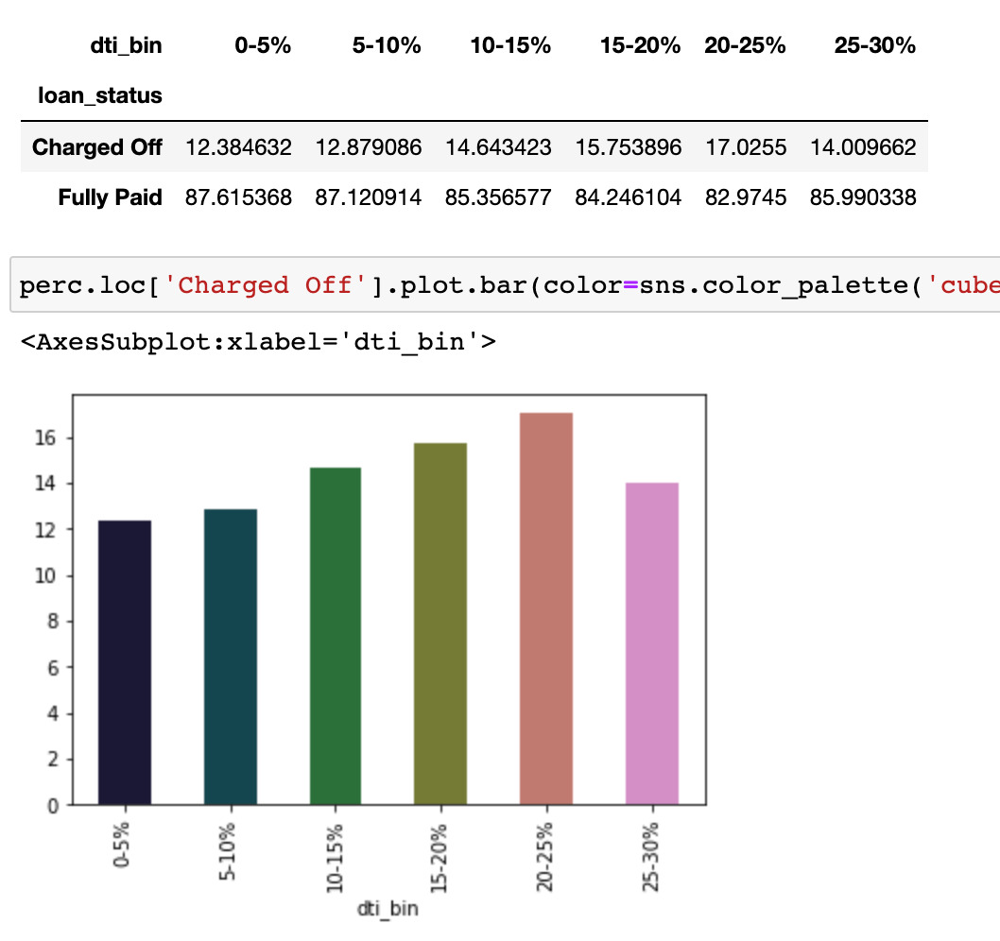 dti_bin 0-5% 5-10% 10-15% 15-20% 20-25% 25-30%
loan_status
Charged Off 12.384632 12.879086 14.643423 15.753896 17.0255 14.009662
Fully Paid 87.615368 87.120914 85.356577 84.246104 82.9745 85.990338
perc.loc['Charged Off'].plot.bar(color=sns.color_palette('cube
<AxesSubplot:xlabel='dti_bin'>
16
14
12
10
8
6
4
2
0
0-5% 5-10% 10-15% 15-20% 20-25% 25-30%
dti_bin